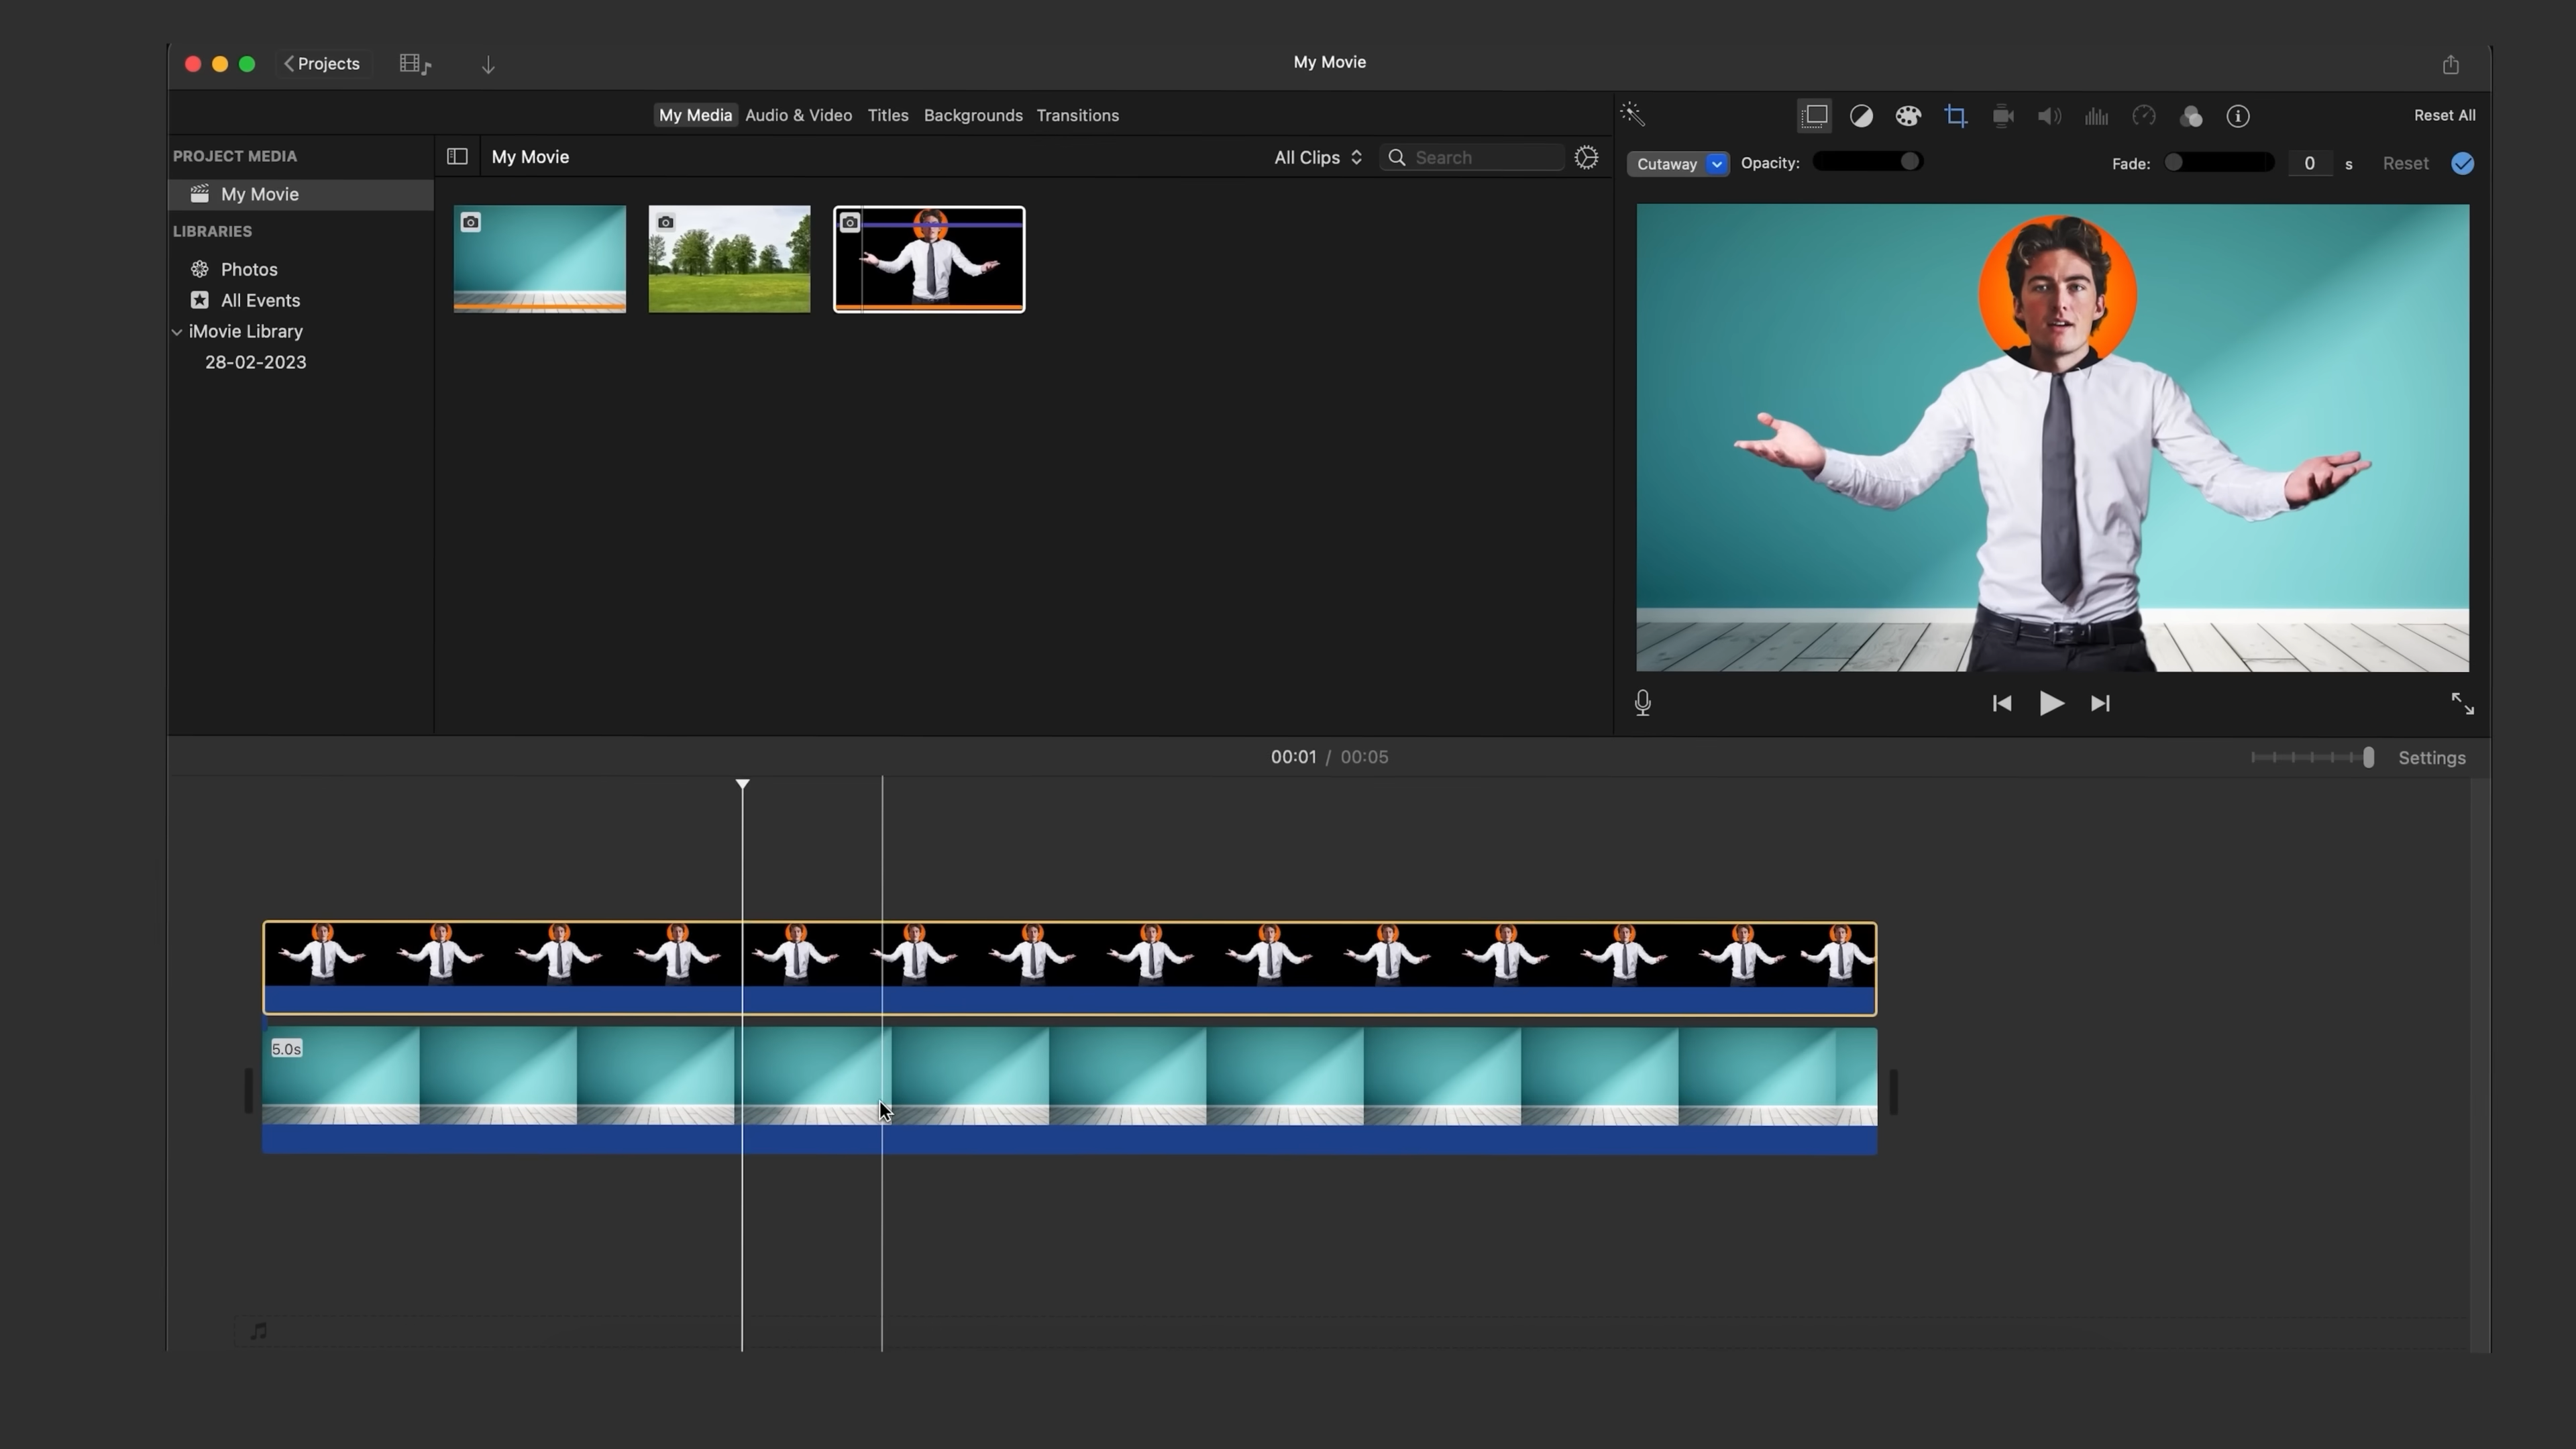 Projects
My Movie
My Media Audio & Video Titles Backgrounds Transitions
Reset All
PROJECT MEDIA
My Movie
LIBRARIES
Photos
All Events
iMovie Library
28-02-2023
My Movie
All Clips
Search
Cutaway Opacity:
Fade: 0 s Reset
00:01 / 00:05
Settings
5.0s